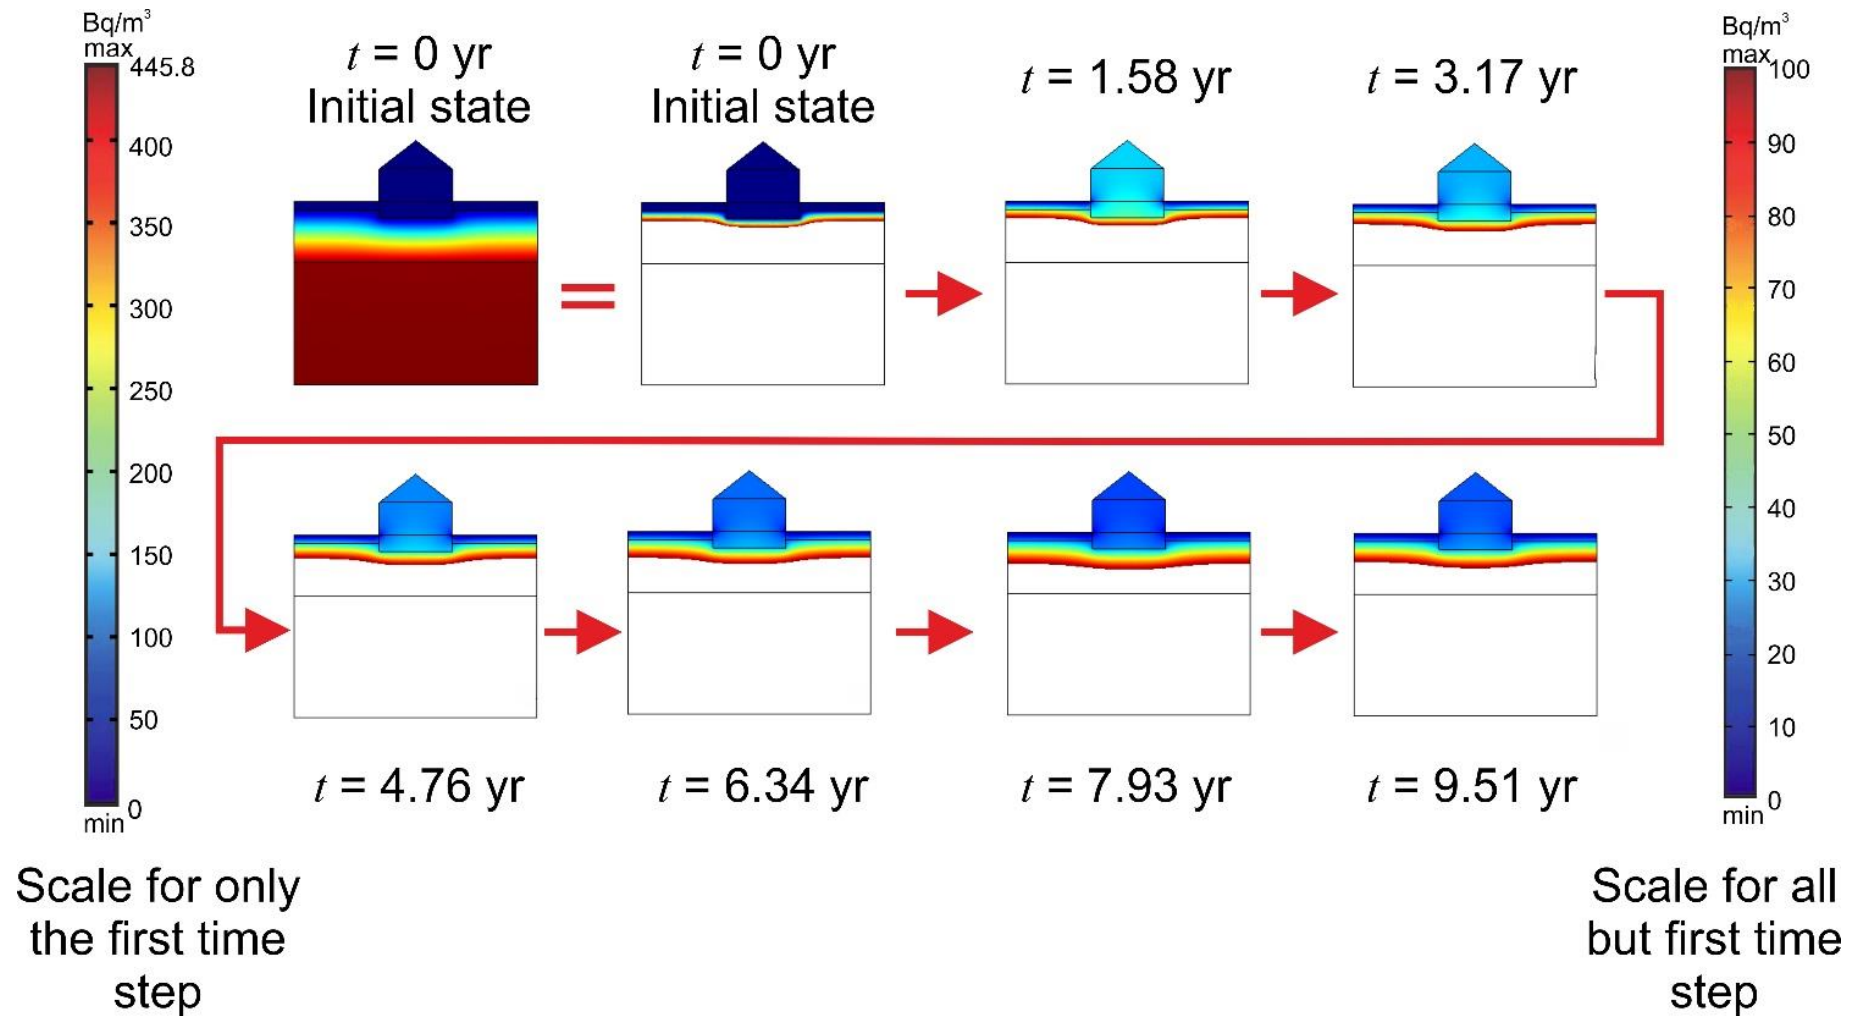 Bq/m³
max
445.8
400
350
300
250
200
150
100
50
0
min
Scale for only
the first time
step
t = 0 yr
Initial state
t = 0 yr
Initial state
t = 1.58 yr
t = 3.17 yr
=
t = 4.76 yr
t = 6.34 yr
t = 7.93 yr
t = 9.51 yr
Bq/m³
max
100
90
80
70
60
50
40
30
20
10
0
min
Scale for all
but first time
step